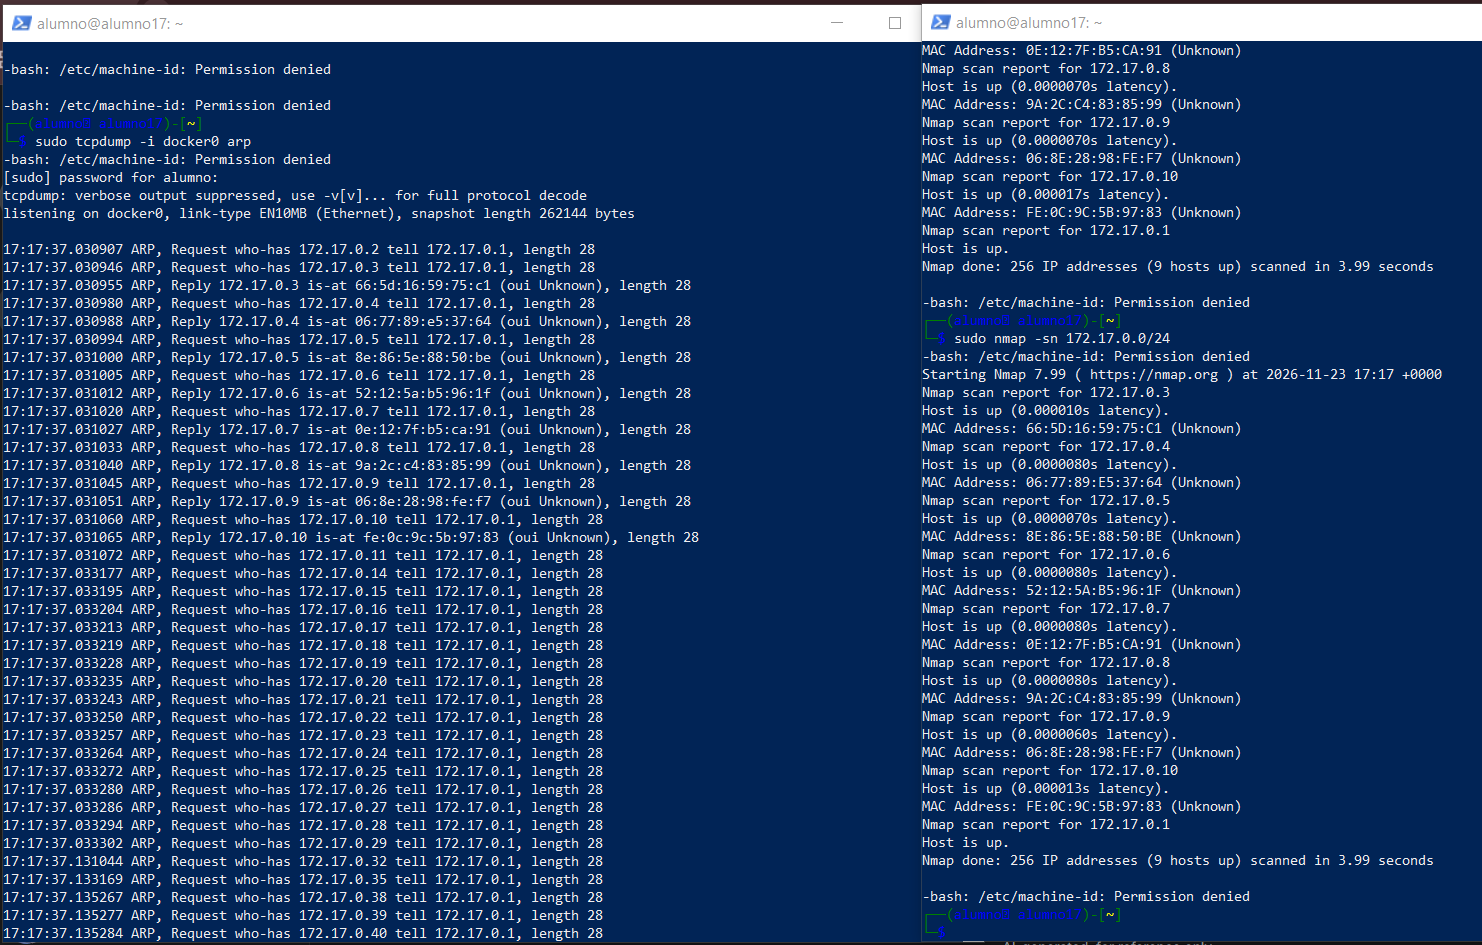 alumno@alumno17: ~
-bash: /etc/machine-id: Permission denied
-bash: /etc/machine-id: Permission denied
┌──(alumno㉿alumno17)-[~]
└─$ sudo tcpdump -i docker0 arp
-bash: /etc/machine-id: Permission denied
[sudo] password for alumno:
tcpdump: verbose output suppressed, use -v[v]... for full protocol decode
listening on docker0, link-type EN10MB (Ethernet), snapshot length 262144 bytes
17:17:37.030907 ARP, Request who-has 172.17.0.2 tell 172.17.0.1, length 28
17:17:37.030946 ARP, Request who-has 172.17.0.3 tell 172.17.0.1, length 28
17:17:37.030955 ARP, Reply 172.17.0.3 is-at 66:5d:16:59:75:c1 (oui Unknown), length 28
17:17:37.030980 ARP, Request who-has 172.17.0.4 tell 172.17.0.1, length 28
17:17:37.030988 ARP, Reply 172.17.0.4 is-at 06:77:89:e5:37:64 (oui Unknown), length 28
17:17:37.030994 ARP, Request who-has 172.17.0.5 tell 172.17.0.1, length 28
17:17:37.031000 ARP, Reply 172.17.0.5 is-at 8e:86:5e:88:50:be (oui Unknown), length 28
17:17:37.031005 ARP, Request who-has 172.17.0.6 tell 172.17.0.1, length 28
17:17:37.031012 ARP, Reply 172.17.0.6 is-at 52:12:5a:b5:96:1f (oui Unknown), length 28
17:17:37.031020 ARP, Request who-has 172.17.0.7 tell 172.17.0.1, length 28
17:17:37.031027 ARP, Reply 172.17.0.7 is-at 0e:12:7f:b5:ca:91 (oui Unknown), length 28
17:17:37.031033 ARP, Request who-has 172.17.0.8 tell 172.17.0.1, length 28
17:17:37.031040 ARP, Reply 172.17.0.8 is-at 9a:2c:c4:83:85:99 (oui Unknown), length 28
17:17:37.031045 ARP, Request who-has 172.17.0.9 tell 172.17.0.1, length 28
17:17:37.031051 ARP, Reply 172.17.0.9 is-at 06:8e:28:98:fe:f7 (oui Unknown), length 28
17:17:37.031060 ARP, Request who-has 172.17.0.10 tell 172.17.0.1, length 28
17:17:37.031065 ARP, Reply 172.17.0.10 is-at fe:0c:9c:5b:97:83 (oui Unknown), length 28
17:17:37.031072 ARP, Request who-has 172.17.0.11 tell 172.17.0.1, length 28
17:17:37.033177 ARP, Request who-has 172.17.0.14 tell 172.17.0.1, length 28
17:17:37.033195 ARP, Request who-has 172.17.0.15 tell 172.17.0.1, length 28
17:17:37.033204 ARP, Request who-has 172.17.0.16 tell 172.17.0.1, length 28
17:17:37.033213 ARP, Request who-has 172.17.0.17 tell 172.17.0.1, length 28
17:17:37.033219 ARP, Request who-has 172.17.0.18 tell 172.17.0.1, length 28
17:17:37.033228 ARP, Request who-has 172.17.0.19 tell 172.17.0.1, length 28
17:17:37.033235 ARP, Request who-has 172.17.0.20 tell 172.17.0.1, length 28
17:17:37.033243 ARP, Request who-has 172.17.0.21 tell 172.17.0.1, length 28
17:17:37.033250 ARP, Request who-has 172.17.0.22 tell 172.17.0.1, length 28
17:17:37.033257 ARP, Request who-has 172.17.0.23 tell 172.17.0.1, length 28
17:17:37.033264 ARP, Request who-has 172.17.0.24 tell 172.17.0.1, length 28
17:17:37.033272 ARP, Request who-has 172.17.0.25 tell 172.17.0.1, length 28
17:17:37.033280 ARP, Request who-has 172.17.0.26 tell 172.17.0.1, length 28
17:17:37.033286 ARP, Request who-has 172.17.0.27 tell 172.17.0.1, length 28
17:17:37.033294 ARP, Request who-has 172.17.0.28 tell 172.17.0.1, length 28
17:17:37.033302 ARP, Request who-has 172.17.0.29 tell 172.17.0.1, length 28
17:17:37.131044 ARP, Request who-has 172.17.0.32 tell 172.17.0.1, length 28
17:17:37.133169 ARP, Request who-has 172.17.0.35 tell 172.17.0.1, length 28
17:17:37.135267 ARP, Request who-has 172.17.0.38 tell 172.17.0.1, length 28
17:17:37.135277 ARP, Request who-has 172.17.0.39 tell 172.17.0.1, length 28
17:17:37.135284 ARP, Request who-has 172.17.0.40 tell 172.17.0.1, length 28
alumno@alumno17: ~
MAC Address: 0E:12:7F:B5:CA:91 (Unknown)
Nmap scan report for 172.17.0.8
Host is up (0.0000070s latency).
MAC Address: 9A:2C:C4:83:85:99 (Unknown)
Nmap scan report for 172.17.0.9
Host is up (0.0000070s latency).
MAC Address: 06:8E:28:98:FE:F7 (Unknown)
Nmap scan report for 172.17.0.10
Host is up (0.000017s latency).
MAC Address: FE:0C:9C:5B:97:83 (Unknown)
Nmap scan report for 172.17.0.1
Host is up.
Nmap done: 256 IP addresses (9 hosts up) scanned in 3.99 seconds
-bash: /etc/machine-id: Permission denied
┌──(alumno㉿alumno17)-[~]
└─$ sudo nmap -sn 172.17.0.0/24
-bash: /etc/machine-id: Permission denied
Starting Nmap 7.99 ( https://nmap.org ) at 2026-11-23 17:17 +0000
Nmap scan report for 172.17.0.3
Host is up (0.000010s latency).
MAC Address: 66:5D:16:59:75:C1 (Unknown)
Nmap scan report for 172.17.0.4
Host is up (0.0000080s latency).
MAC Address: 06:77:89:E5:37:64 (Unknown)
Nmap scan report for 172.17.0.5
Host is up (0.0000070s latency).
MAC Address: 8E:86:5E:88:50:BE (Unknown)
Nmap scan report for 172.17.0.6
Host is up (0.0000080s latency).
MAC Address: 52:12:5A:B5:96:1F (Unknown)
Nmap scan report for 172.17.0.7
Host is up (0.0000080s latency).
MAC Address: 0E:12:7F:B5:CA:91 (Unknown)
Nmap scan report for 172.17.0.8
Host is up (0.0000080s latency).
MAC Address: 9A:2C:C4:83:85:99 (Unknown)
Nmap scan report for 172.17.0.9
Host is up (0.0000060s latency).
MAC Address: 06:8E:28:98:FE:F7 (Unknown)
Nmap scan report for 172.17.0.10
Host is up (0.000013s latency).
MAC Address: FE:0C:9C:5B:97:83 (Unknown)
Nmap scan report for 172.17.0.1
Host is up.
Nmap done: 256 IP addresses (9 hosts up) scanned in 3.99 seconds
-bash: /etc/machine-id: Permission denied
┌──(alumno㉿alumno17)-[~]
└─$